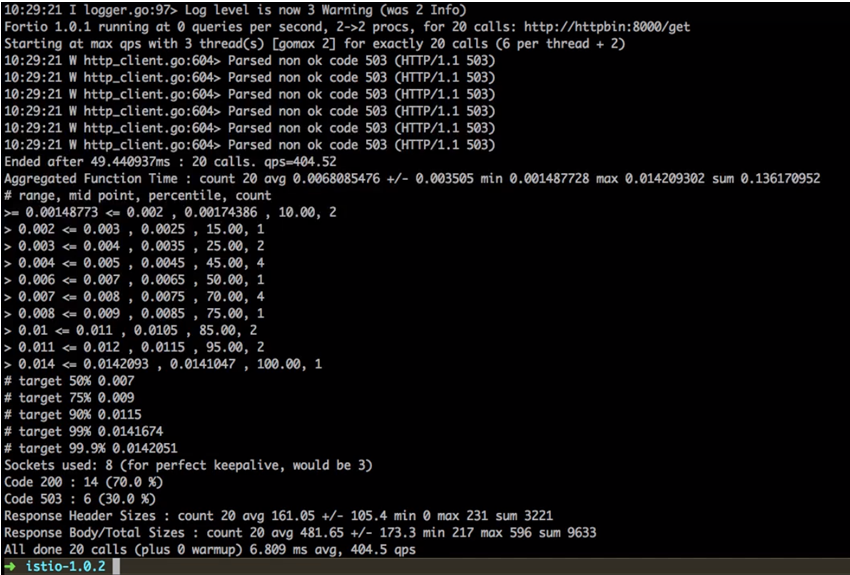 10:29:21 I logger.go:97> Log level is now 3 Warning (was 2 Info)
Fortio 1.0.1 running at 0 queries per second, 2->2 procs, for 20 calls: http://httpbin:8000/get
Starting at max qps with 3 thread(s) [gomax 2] for exactly 20 calls (6 per thread + 2)
10:29:21 W http_client.go:604> Parsed non ok code 503 (HTTP/1.1 503)
10:29:21 W http_client.go:604> Parsed non ok code 503 (HTTP/1.1 503)
10:29:21 W http_client.go:604> Parsed non ok code 503 (HTTP/1.1 503)
10:29:21 W http_client.go:604> Parsed non ok code 503 (HTTP/1.1 503)
10:29:21 W http_client.go:604> Parsed non ok code 503 (HTTP/1.1 503)
10:29:21 W http_client.go:604> Parsed non ok code 503 (HTTP/1.1 503)
Ended after 49.440937ms : 20 calls. qps=404.52
Aggregated Function Time : count 20 avg 0.0068085476 +/- 0.003505 min 0.001487728 max 0.014209302 sum 0.136170952
# range, mid point, percentile, count
>= 0.00148773 <= 0.002 , 0.00174386 , 10.00, 2
> 0.002 <= 0.003 , 0.0025 , 15.00, 1
> 0.003 <= 0.004 , 0.0035 , 25.00, 2
> 0.004 <= 0.005 , 0.0045 , 45.00, 4
> 0.006 <= 0.007 , 0.0065 , 50.00, 1
> 0.007 <= 0.008 , 0.0075 , 70.00, 4
> 0.008 <= 0.009 , 0.0085 , 75.00, 1
> 0.01 <= 0.011 , 0.0105 , 85.00, 2
> 0.011 <= 0.012 , 0.0115 , 95.00, 2
> 0.014 <= 0.0142093 , 0.0141047 , 100.00, 1
# target 50% 0.007
# target 75% 0.009
# target 90% 0.0115
# target 99% 0.0141674
# target 99.9% 0.0142051
Sockets used: 8 (for perfect keepalive, would be 3)
Code 200 : 14 (70.0 %)
Code 503 : 6 (30.0 %)
Response Header Sizes : count 20 avg 161.05 +/- 105.4 min 0 max 231 sum 3221
Response Body/Total Sizes : count 20 avg 481.65 +/- 173.3 min 217 max 596 sum 9633
All done 20 calls (plus 0 warmup) 6.809 ms avg, 404.5 qps
➜ istio-1.0.2